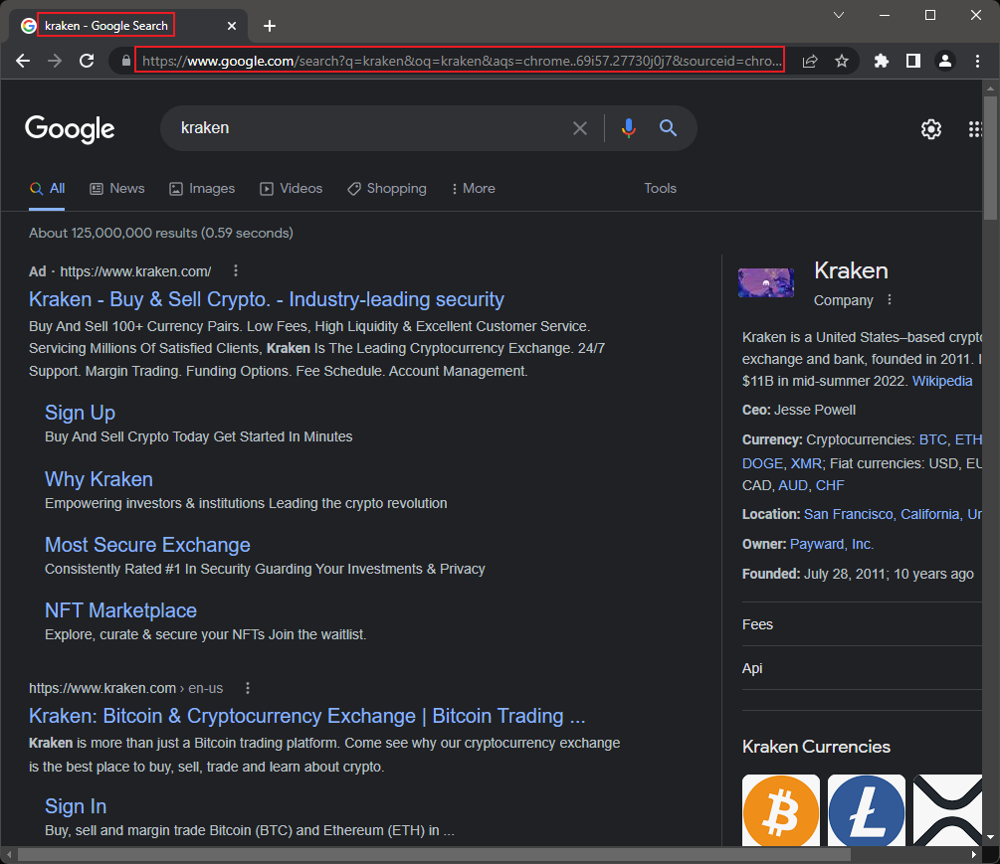 kraken - Google Search
https://www.google.com/search?q=kraken&oq=kraken&aqs=chrome..69i57.27730j0j7&sourceid=chro...
Google
kraken
All
News
Images
Videos
Shopping
More
Tools
About 125,000,000 results (0.59 seconds)
Ad · https://www.kraken.com/
Kraken - Buy & Sell Crypto. - Industry-leading security
Buy And Sell 100+ Currency Pairs. Low Fees, High Liquidity & Excellent Customer Service.
Servicing Millions Of Satisfied Clients, Kraken Is The Leading Cryptocurrency Exchange. 24/7
Support. Margin Trading. Funding Options. Fee Schedule. Account Management.
Sign Up
Buy And Sell Crypto Today Get Started In Minutes
Why Kraken
Empowering investors & institutions Leading the crypto revolution
Most Secure Exchange
Consistently Rated #1 In Security Guarding Your Investments & Privacy
NFT Marketplace
Explore, curate & secure your NFTs Join the waitlist.
https://www.kraken.com › en-us
Kraken: Bitcoin & Cryptocurrency Exchange | Bitcoin Trading ...
Kraken is more than just a Bitcoin trading platform. Come see why our cryptocurrency exchange
is the best place to buy, sell, trade and learn about crypto.
Sign In
Buy, sell and margin trade Bitcoin (BTC) and Ethereum (ETH) in ...
Kraken
Company
Kraken is a United States–based crypto
exchange and bank, founded in 2011.
$11B in mid-summer 2022. Wikipedia
Ceo: Jesse Powell
Currency: Cryptocurrencies: BTC, ETH
DOGE, XMR; Fiat currencies: USD, EU
CAD, AUD, CHF
Location: San Francisco, California, Un
Owner: Payward, Inc.
Founded: July 28, 2011; 10 years ago
Fees
Api
Kraken Currencies